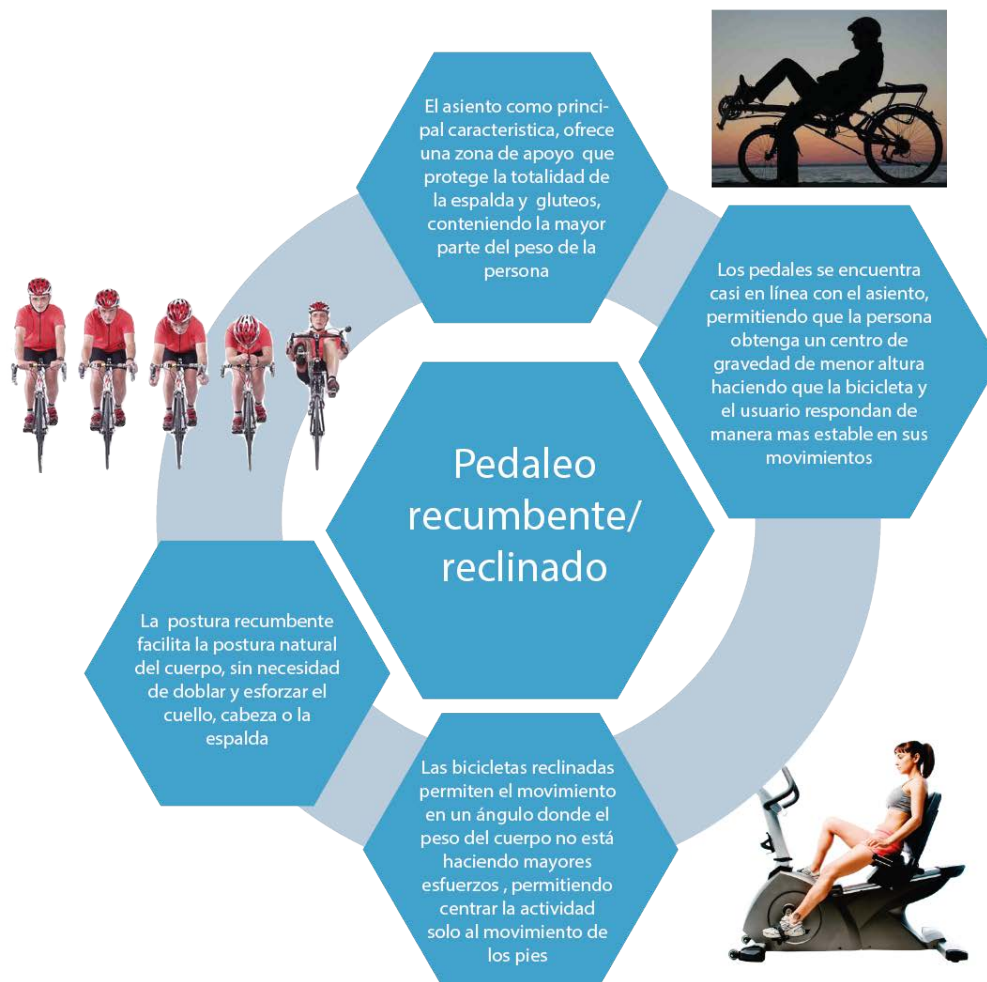 El asiento como princi-
pal caracteristica, ofrece
una zona de apoyo que
protege la totalidad de
la espalda y gluteos,
conteniendo la mayor
parte del peso de la
persona
Los pedales se encuentra
casi en línea con el asiento,
permitiendo que la persona
obtenga un centro de
gravedad de menor altura
haciendo que la bicicleta y
el usuario respondan de
manera mas estable en sus
movimientos
Pedaleo
recumbente/
reclinado
La postura recumbente
facilita la postura natural
del cuerpo, sin necesidad
de doblar y esforzar el
cuello, cabeza o la
espalda
Las bicicletas reclinadas
permiten el movimiento
en un ángulo donde el
peso del cuerpo no está
haciendo mayores
esfuerzos , permitiendo
centrar la actividad
solo al movimiento de
los pies